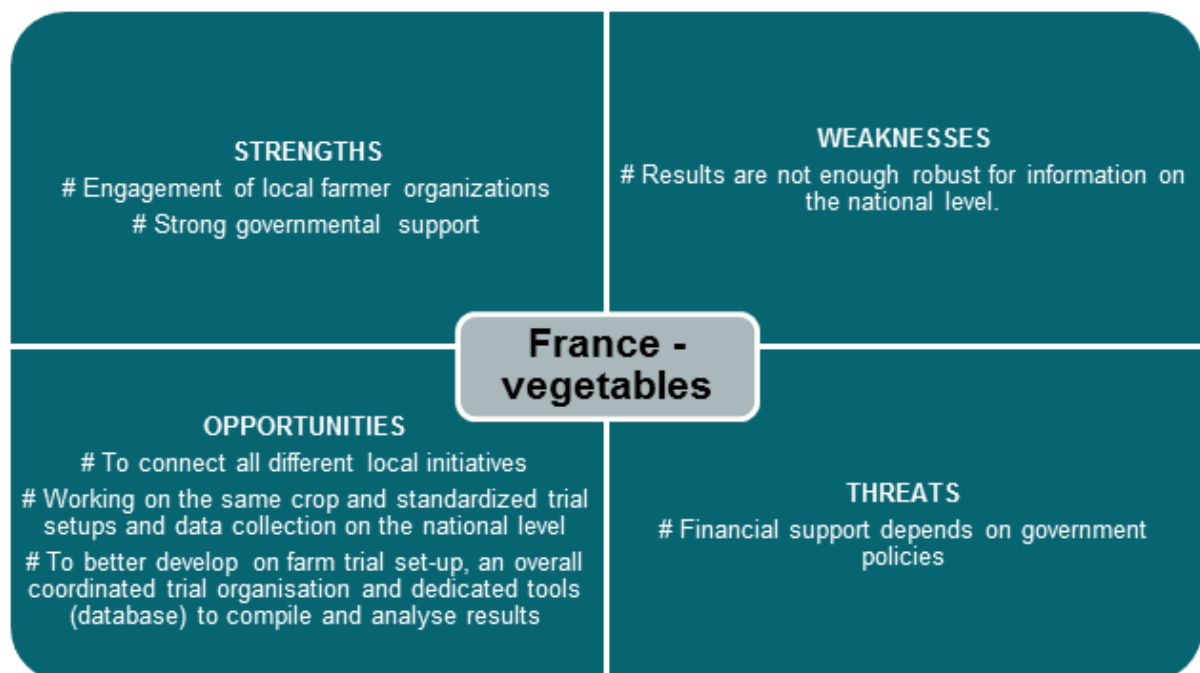 STRENGTHS
# Engagement of local farmer organizations
# Strong governmental support
WEAKNESSES
# Results are not enough robust for information on
the national level.
France -
vegetables
OPPORTUNITIES
# To connect all different local initiatives
# Working on the same crop and standardized trial
setups and data collection on the national level
# To better develop on farm trial set-up, an overall
coordinated trial organisation and dedicated tools
(database) to compile and analyse results
THREATS
# Financial support depends on government
policies